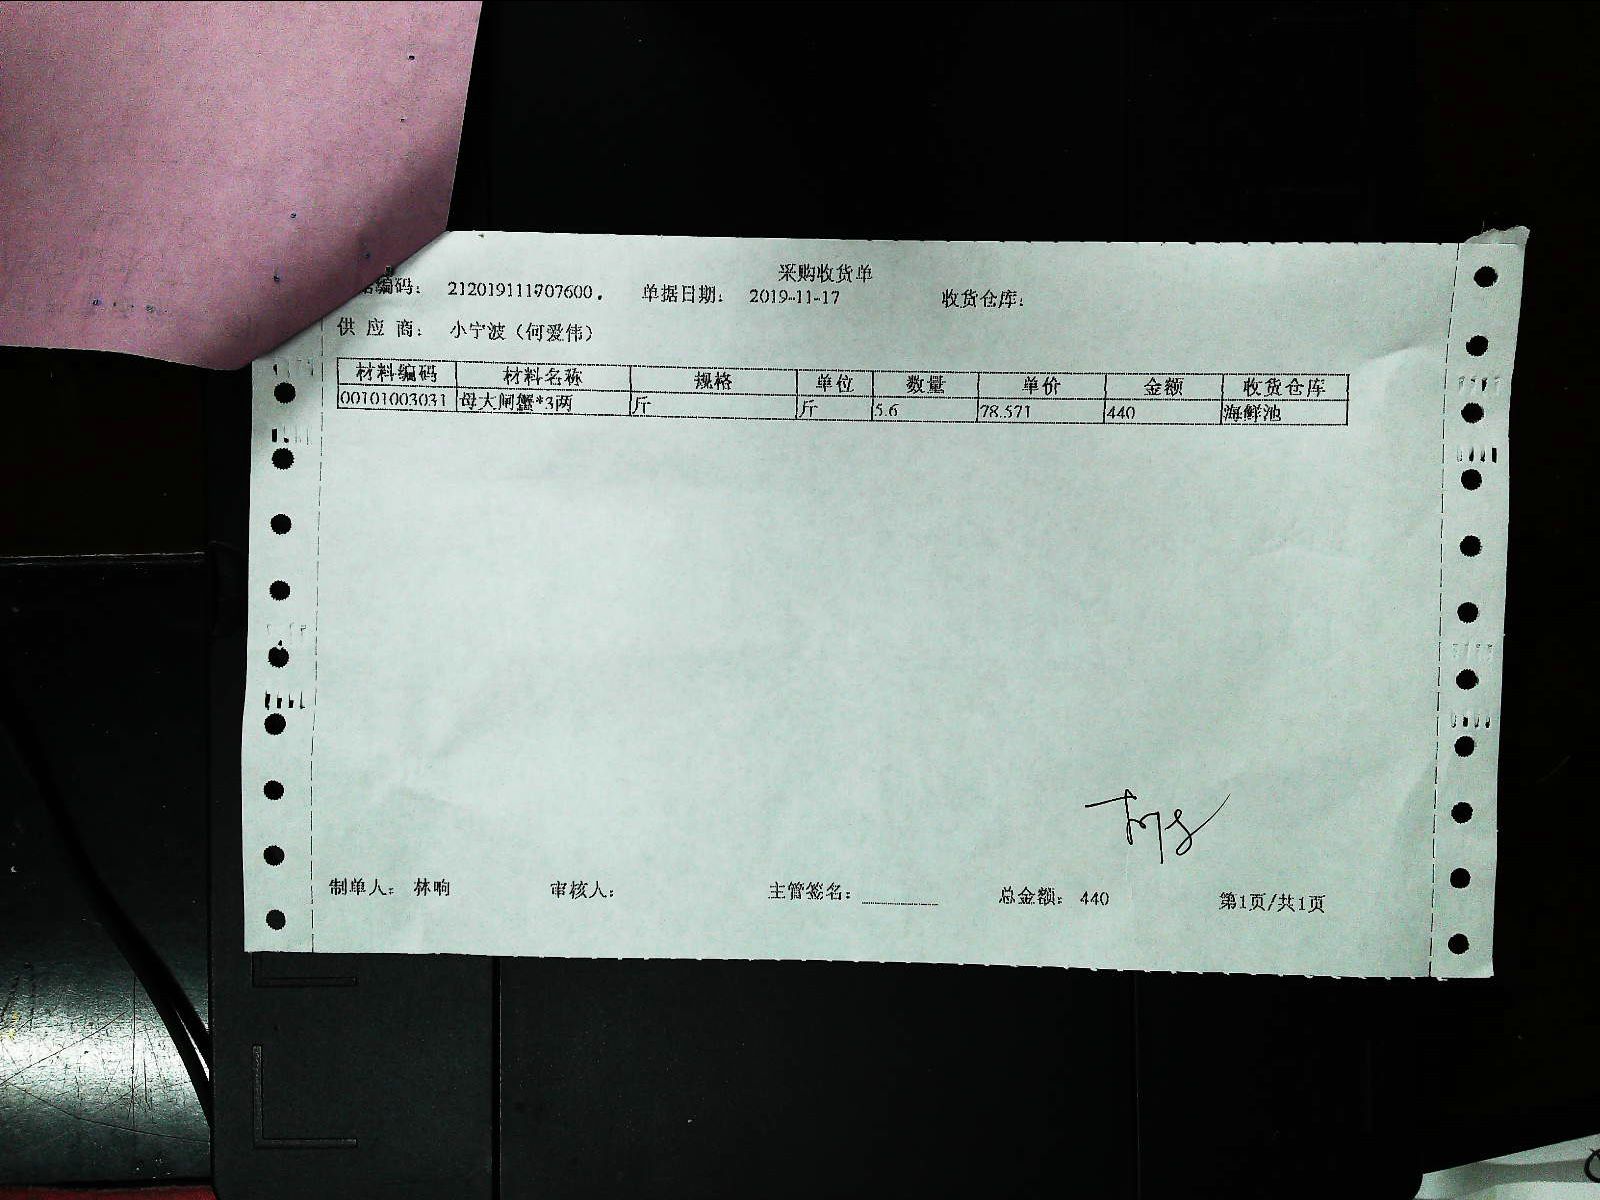 采购收货单
编码： 212019111707600. 单据日期： 2019-11-17 收货仓库：
供 应 商： 小宁波（何爱伟）
材料编码 材料名称 规格 单位 数量 单价 金额 收货仓库
00101003031 母大闸蟹*3两 斤 斤 5.6 78.571 440 海鲜池
制单人： 林响 审核人： 主管签名： 总金额： 440 第1页/共1页